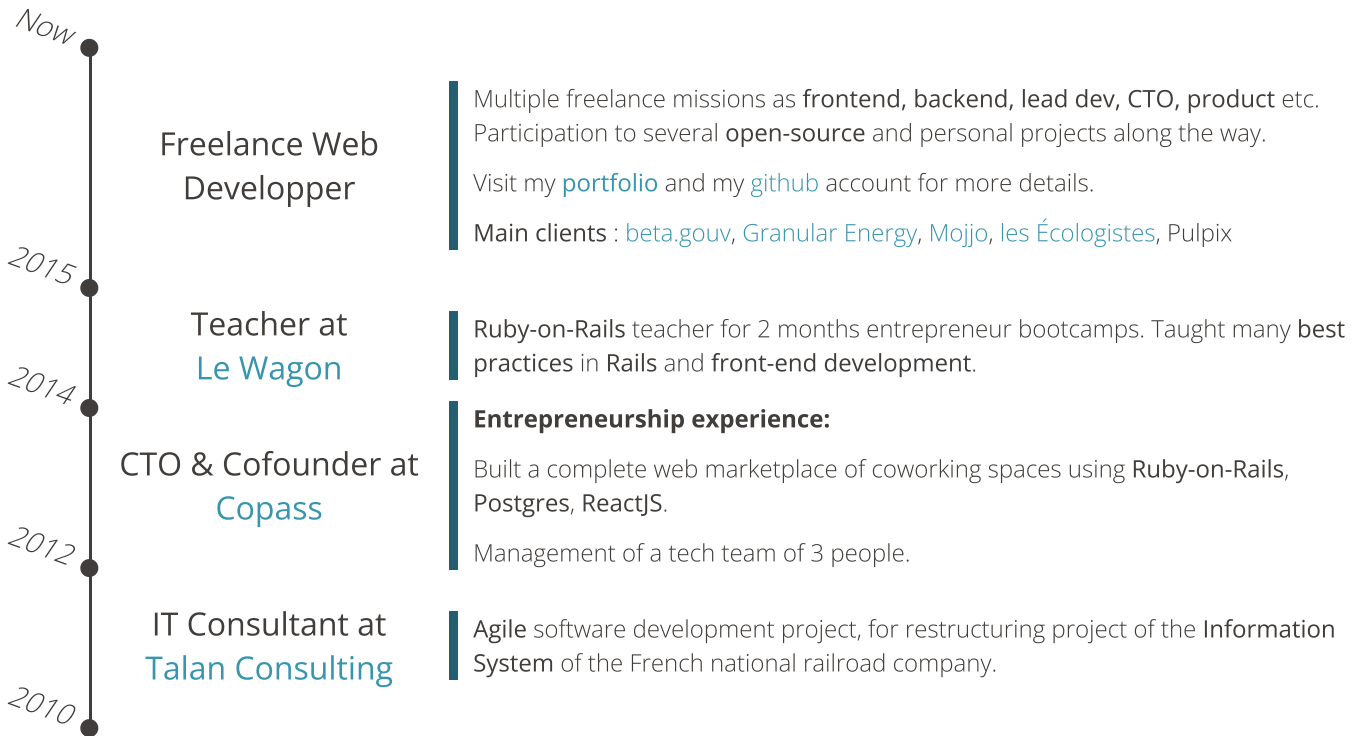 Now
Freelance Web
Developper
Multiple freelance missions as frontend, backend, lead dev, CTO, product etc.
Participation to several open-source and personal projects along the way.
Visit my portfolio and my github account for more details.
Main clients : beta.gouv, Granular Energy, Mojjo, les Écologistes, Pulpix
2015
Teacher at
Le Wagon
Ruby-on-Rails teacher for 2 months entrepreneur bootcamps. Taught many best
practices in Rails and front-end development.
2014
CTO & Cofounder at
Copass
Entrepreneurship experience:
Built a complete web marketplace of coworking spaces using Ruby-on-Rails,
Postgres, ReactJS.
Management of a tech team of 3 people.
2012
IT Consultant at
Talan Consulting
Agile software development project, for restructuring project of the Information
System of the French national railroad company.
2010